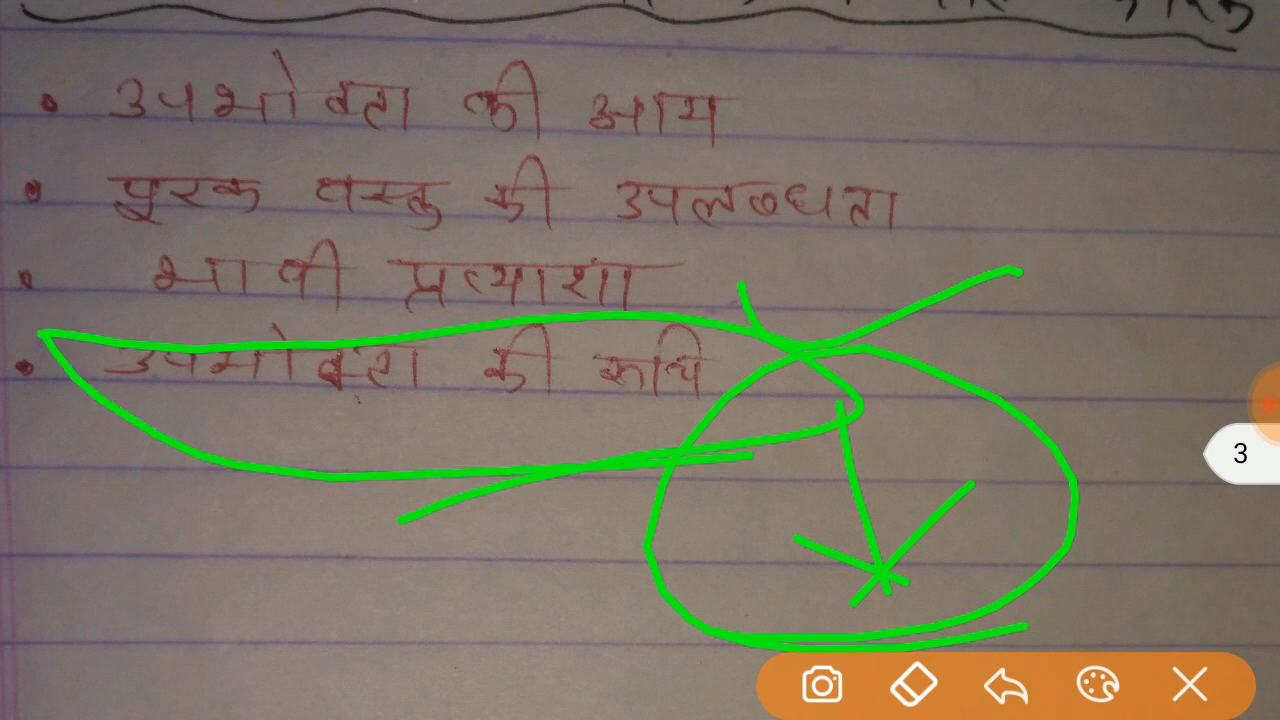 • उपभोक्ता की आय
• पूरक वस्तु की उपलब्धता
• भावी प्रत्याशा
• उपभोक्ता की रूचि
3